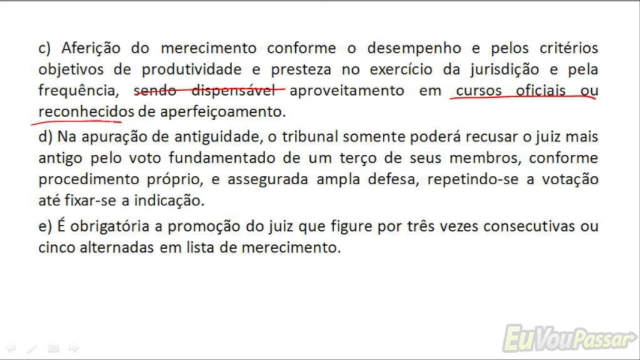 c) Aferição do merecimento conforme o desempenho e pelos critérios
objetivos de produtividade e presteza no exercício da jurisdição e pela
frequência, sendo dispensável aproveitamento em cursos oficiais ou
reconhecidos de aperfeiçoamento.
d) Na apuração de antiguidade, o tribunal somente poderá recusar o juiz mais
antigo pelo voto fundamentado de um terço de seus membros, conforme
procedimento próprio, e assegurada ampla defesa, repetindo-se a votação
até fixar-se a indicação.
e) É obrigatória a promoção do juiz que figure por três vezes consecutivas ou
cinco alternadas em lista de merecimento.
EuVouPassar